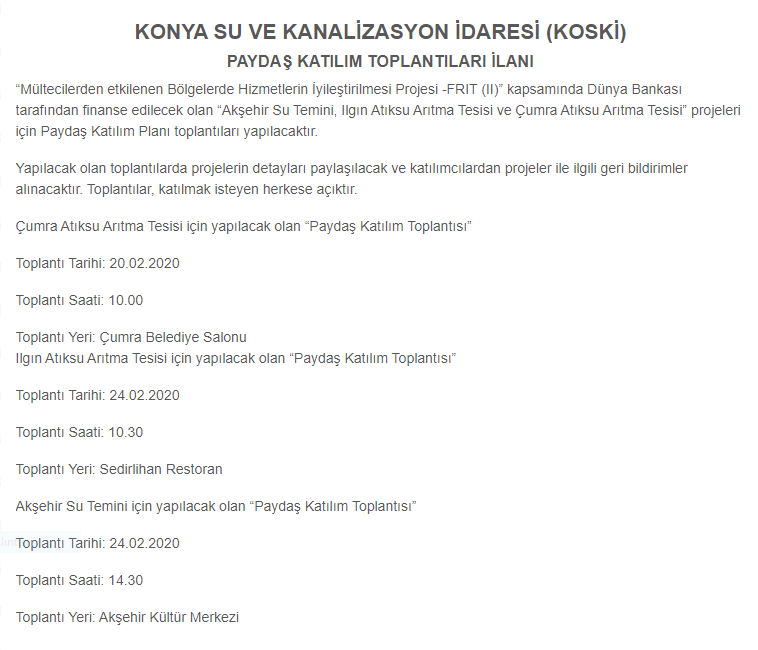 KONYA SU VE KANALİZASYON İDARESİ (KOSKİ)
PAYDAŞ KATILIM TOPLANTILARI İLANI
“Mültecilerden etkilenen Bölgelerde Hizmetlerin İyileştirilmesi Projesi -FRIT (II)” kapsamında Dünya Bankası
tarafından finanse edilecek olan “Akşehir Su Temini, Ilgın Atıksu Arıtma Tesisi ve Çumra Atıksu Arıtma Tesisi” projeleri
için Paydaş Katılım Planı toplantıları yapılacaktır.
Yapılacak olan toplantılarda projelerin detayları paylaşılacak ve katılımcılardan projeler ile ilgili geri bildirimler
alınacaktır. Toplantılar, katılmak isteyen herkese açıktır.
Çumra Atıksu Arıtma Tesisi için yapılacak olan “Paydaş Katılım Toplantısı”
Toplantı Tarihi: 20.02.2020
Toplantı Saati: 10.00
Toplantı Yeri: Çumra Belediye Salonu
Ilgın Atıksu Arıtma Tesisi için yapılacak olan “Paydaş Katılım Toplantısı”
Toplantı Tarihi: 24.02.2020
Toplantı Saati: 10.30
Toplantı Yeri: Sedirlihan Restoran
Akşehir Su Temini için yapılacak olan “Paydaş Katılım Toplantısı”
Toplantı Tarihi: 24.02.2020
Toplantı Saati: 14.30
Toplantı Yeri: Akşehir Kültür Merkezi